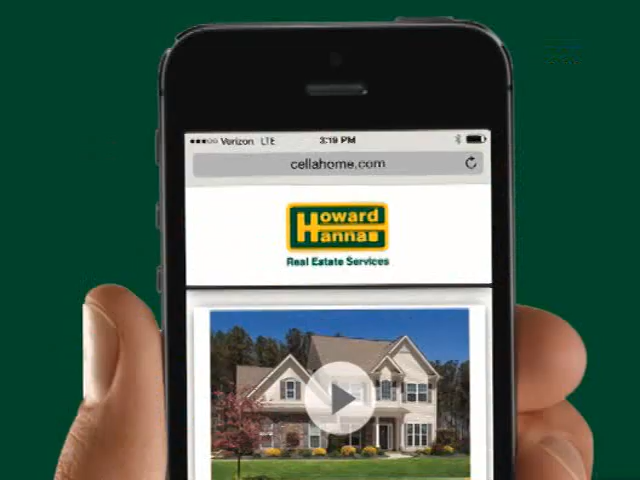 Verizon LTE 3:19 PM
cellahome.com
Howard
Hanna
Real Estate Services